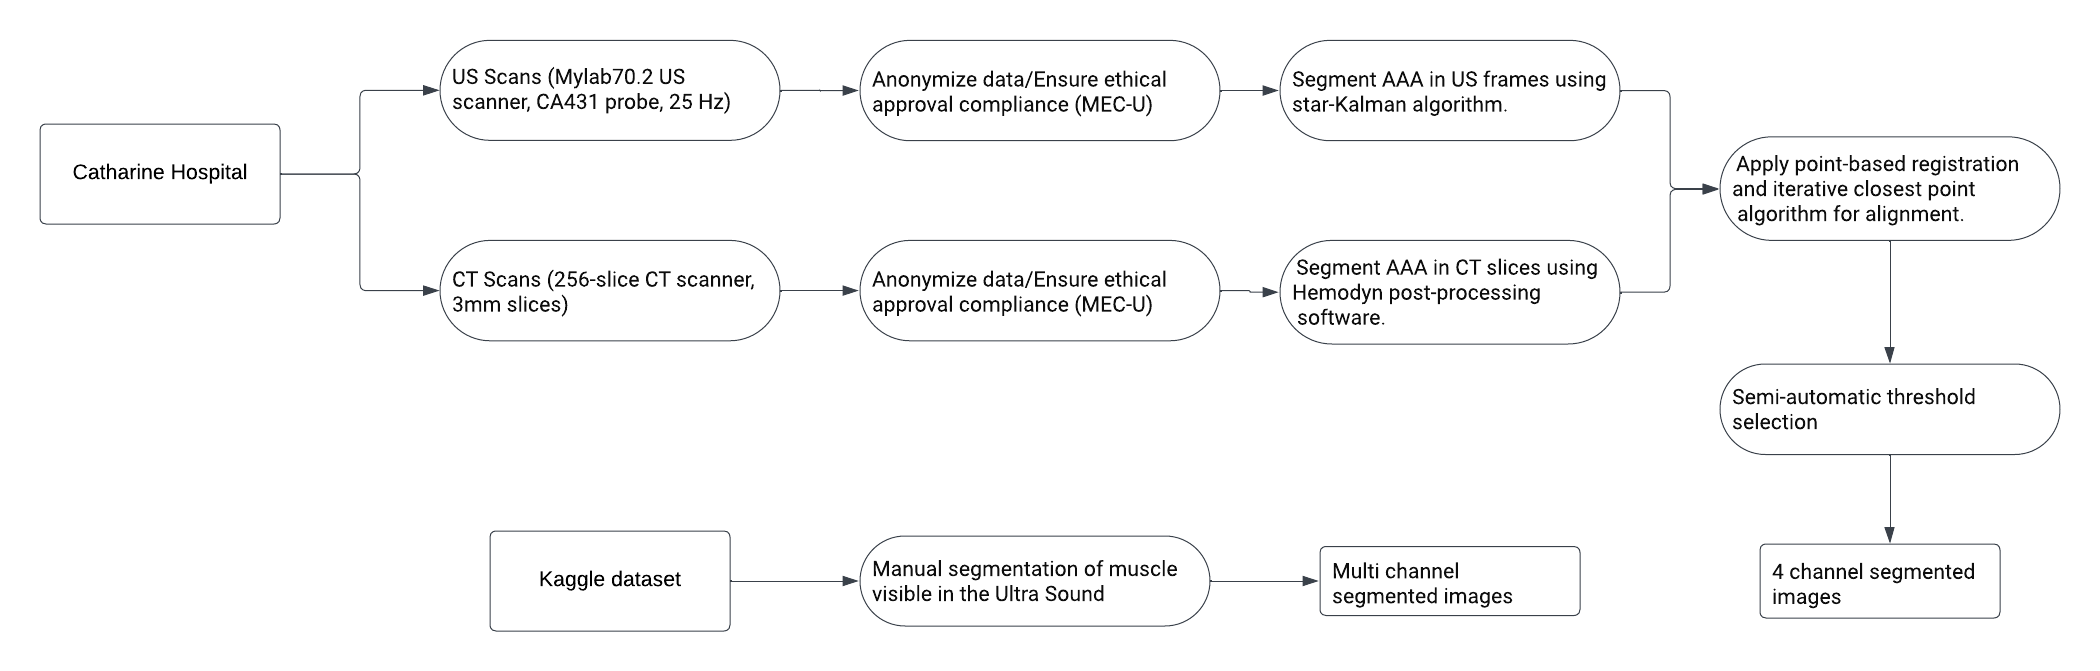 US Scans (Mylab70.2 US
scanner, CA431 probe, 25 Hz)
Anonymize data/Ensure ethical
approval compliance (MEC-U)
Segment AAA in US frames using
star-Kalman algorithm.
Catharine Hospital
Apply point-based registration
and iterative closest point
algorithm for alignment.
CT Scans (256-slice CT scanner,
3mm slices)
Anonymize data/Ensure ethical
approval compliance (MEC-U)
Segment AAA in CT slices using
Hemodyn post-processing
software.
Semi-automatic threshold
selection
Kaggle dataset
Manual segmentation of muscle
visible in the Ultra Sound
Multi channel
segmented images
4 channel segmented
images